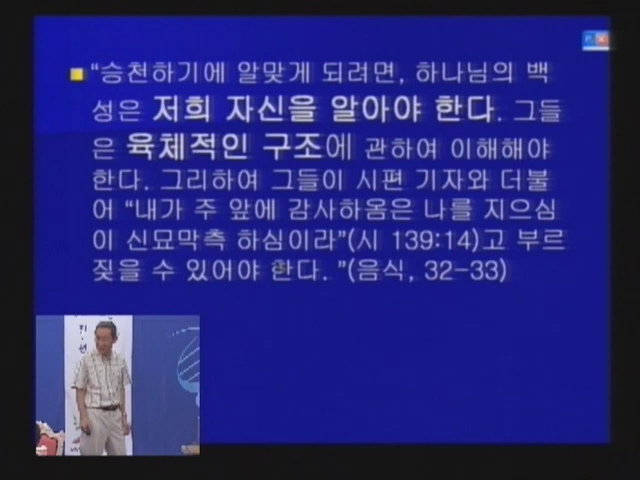 “승천하기에 알맞게 되려면, 하나님의 백
성은 저희 자신을 알아야 한다. 그들
은 육체적인 구조에 관하여 이해해야
한다. 그리하여 그들이 시편 기자와 더불
어 “내가 주 앞에 감사하옴은 나를 지으심
이 신묘막측 하심이라”(시 139:14)고 부르
짖을 수 있어야 한다. ”(음식, 32-33)